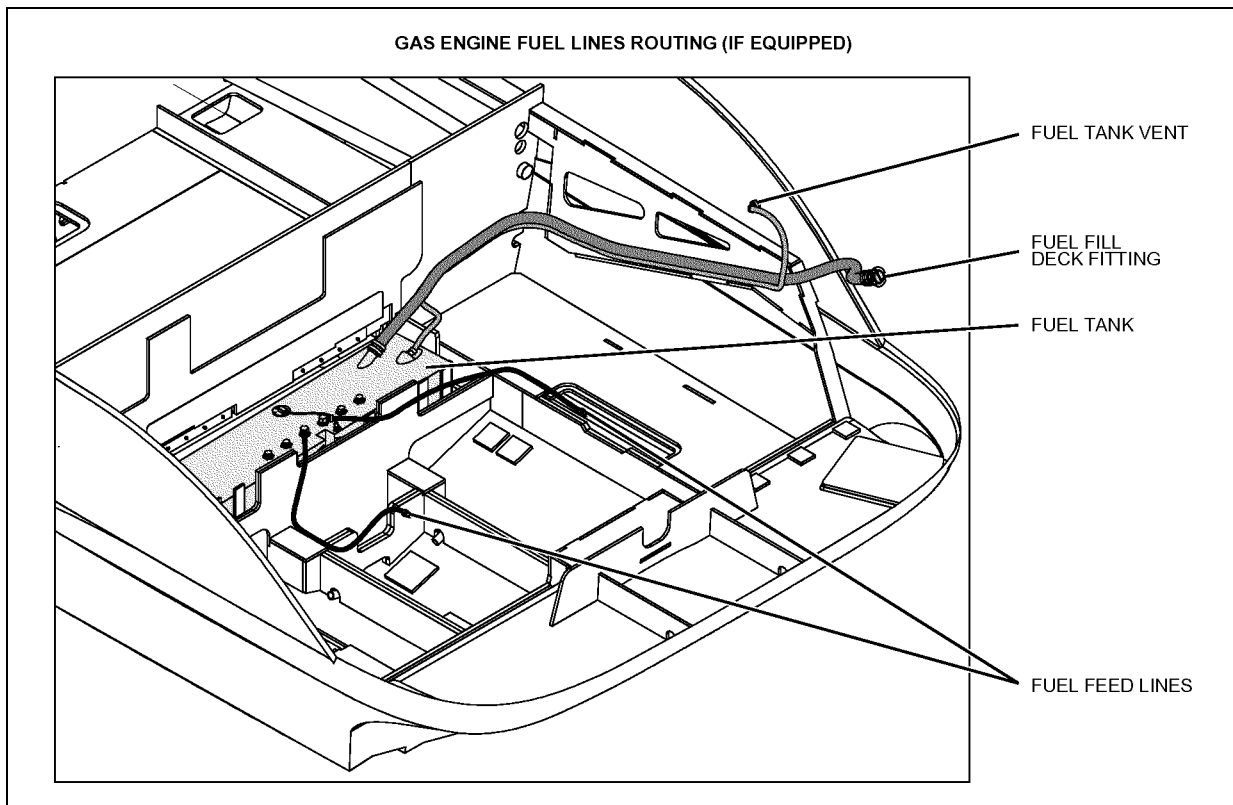 GAS ENGINE FUEL LINES ROUTING (IF EQUIPPED)
FUEL TANK VENT
FUEL FILL
DECK FITTING
FUEL TANK
FUEL FEED LINES